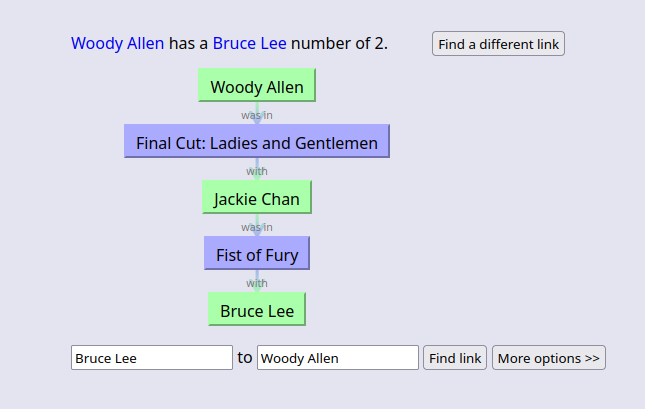 Woody Allen has a Bruce Lee number of 2.
Find a different link
Woody Allen
was in
Final Cut: Ladies and Gentlemen
with
Jackie Chan
was in
Fist of Fury
with
Bruce Lee
Bruce Lee to Woody Allen Find link More options >>